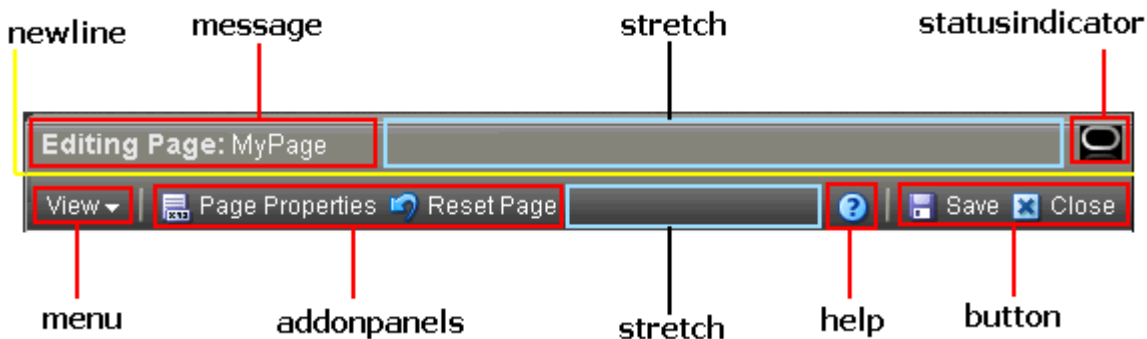 newline message stretch statusindicator
Editing Page: MyPage
View Page Properties Reset Page ? Save Close
menu addonpanels stretch help button